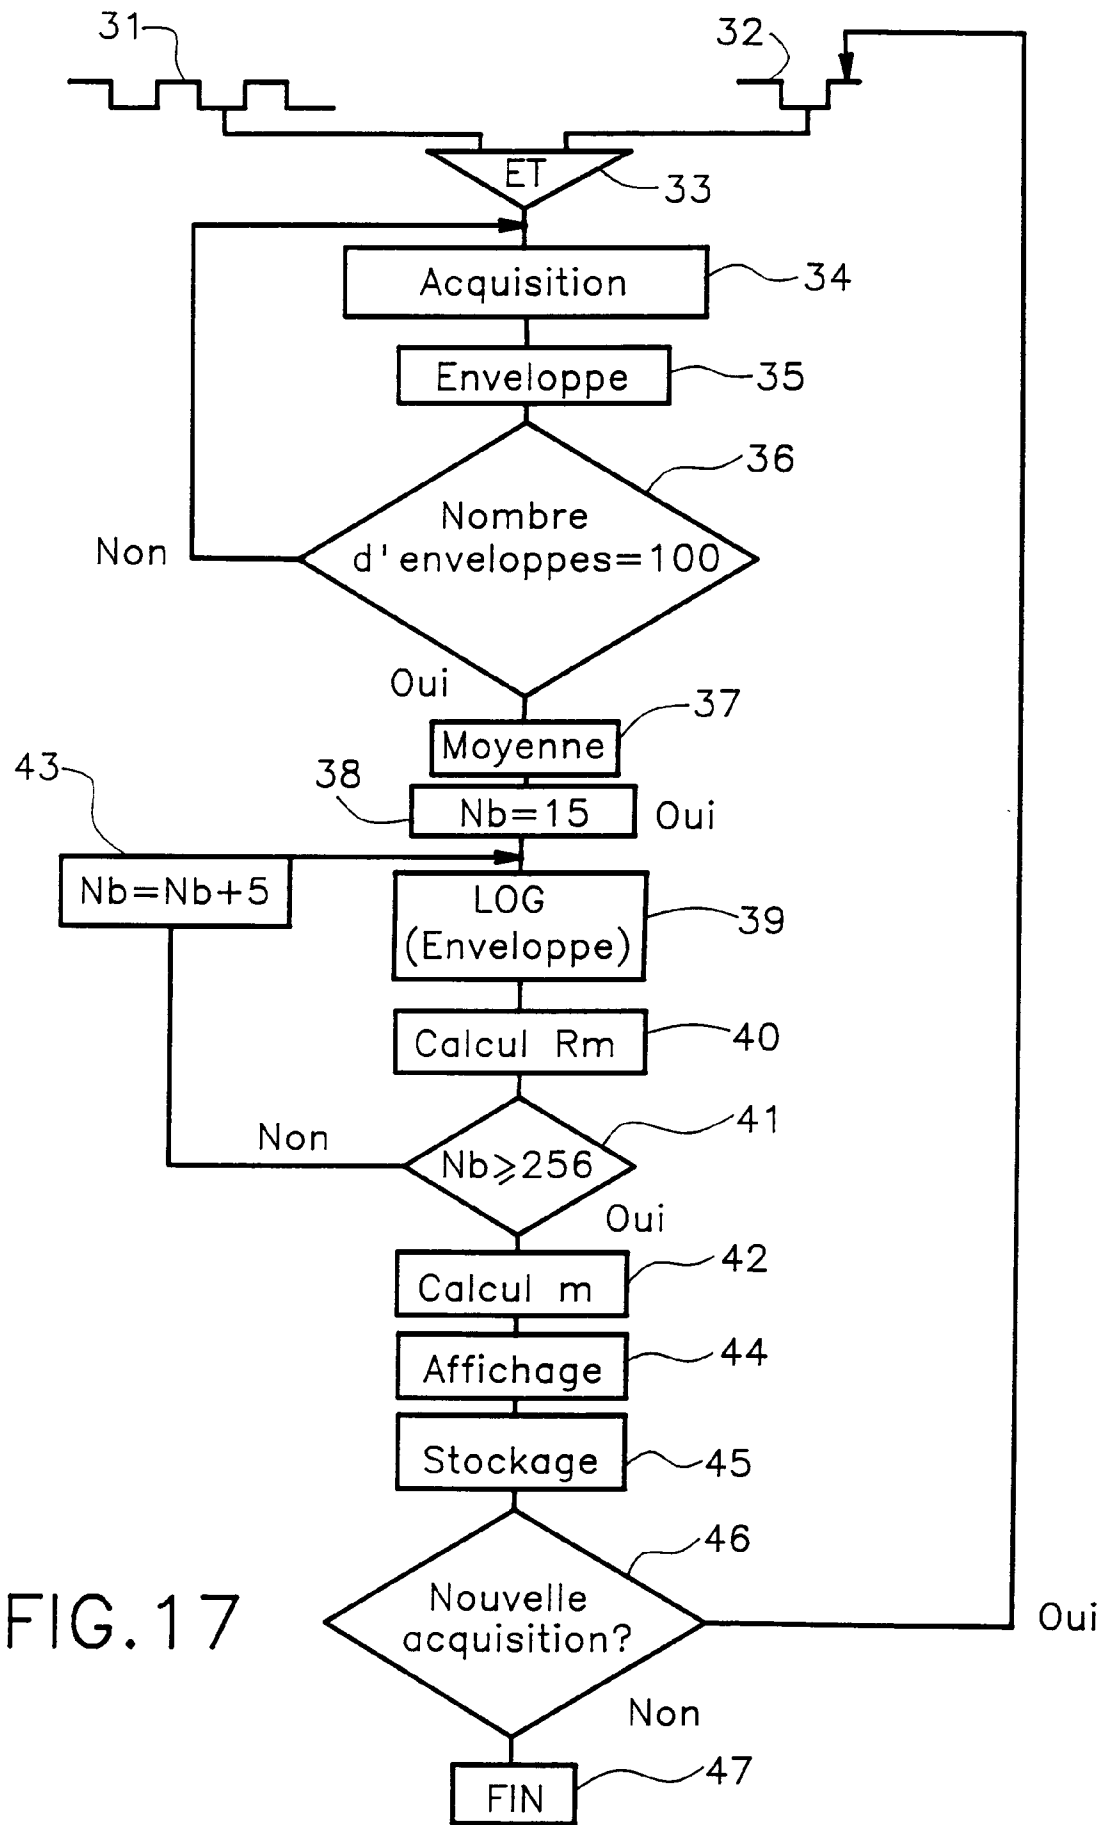 31
32
ET
33
Acquisition
34
Enveloppe
35
36
Nombre
d'enveloppes=100
Non
Oui
37
Moyenne
43
38
Nb=15
Oui
Nb=Nb+5
LOG
(Enveloppe)
39
Calcul Rm
40
41
Non
Nb⩾256
Oui
42
Calcul m
Affichage
44
Stockage
45
46
Nouvelle
acquisition?
Oui
FIG.17
Non
47
FIN